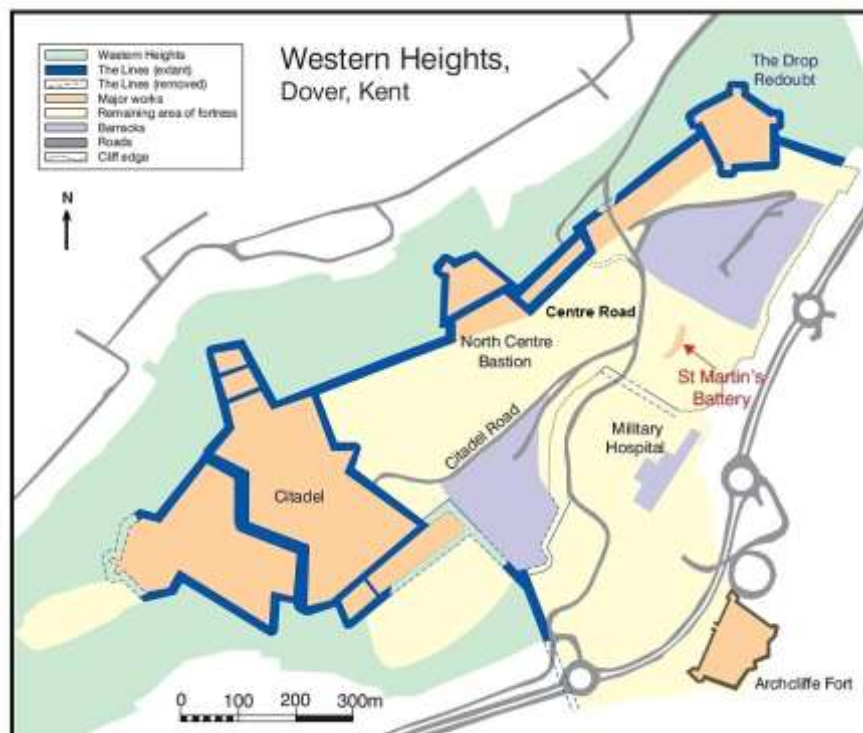 Western Heights,
Dover, Kent
Western Heights
The Lines (extant)
The Lines (removed)
Major works
Remaining area of fortress
Barracks
Roads
Cliff edge
N
The Drop
Redoubt
Centre Road
North Centre
Bastion
St Martin's
Battery
Citadel Road
Military
Hospital
Citadel
Archcliffe Fort
0 100 200 300m